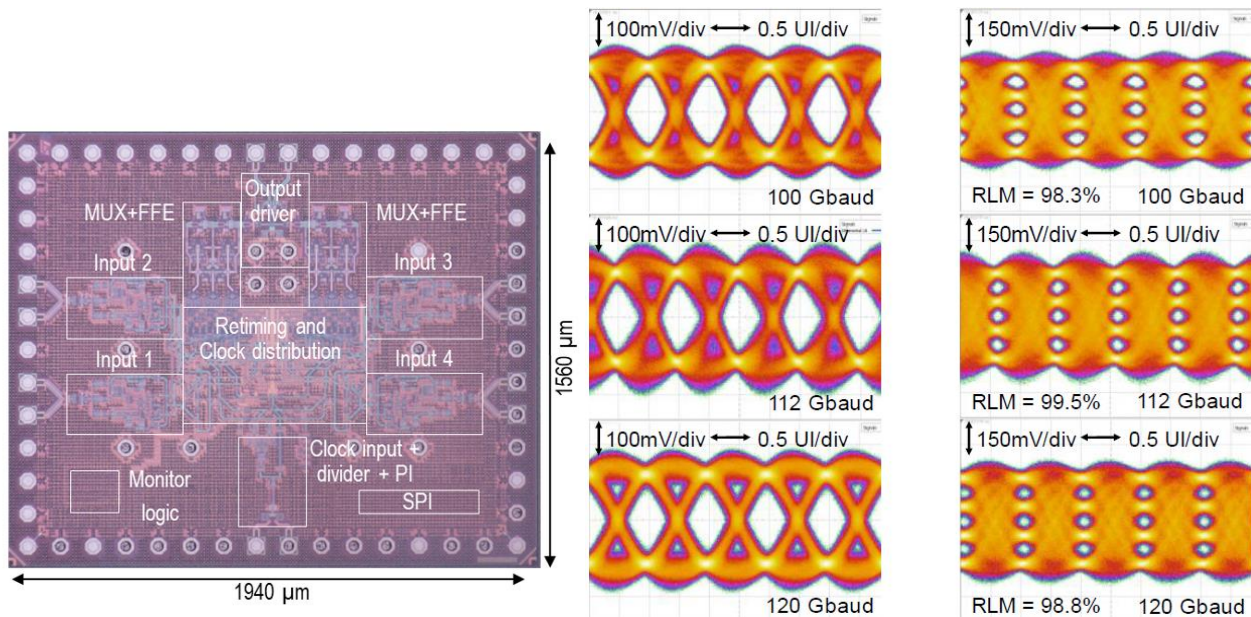 Output
driver
MUX+FFE
MUX+FFE
Input 2
Input 3
Retiming and
Clock distribution
Input 1
Input 4
Clock input +
divider + PI
Monitor
logic
SPI
1560 µm
1940 µm
100mV/div 0.5 UI/div
100 Gbaud
100mV/div 0.5 UI/div
112 Gbaud
100mV/div 0.5 UI/div
120 Gbaud
150mV/div 0.5 UI/div
RLM = 98.3% 100 Gbaud
150mV/div 0.5 UI/div
RLM = 99.5% 112 Gbaud
150mV/div 0.5 UI/div
RLM = 98.8% 120 Gbaud